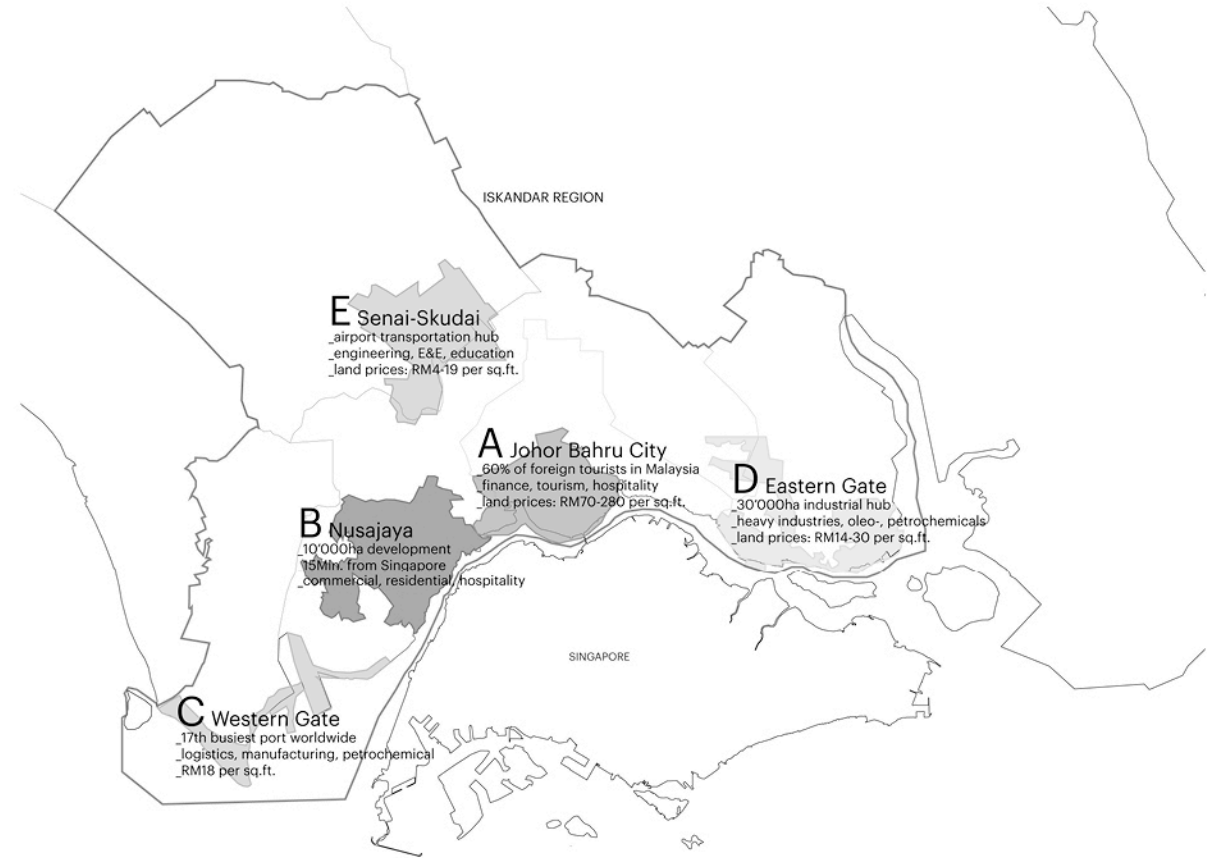 ISKANDAR REGION
E Senai-Skudai
_airport transportation hub
_engineering, E&E, education
_land prices: RM4-19 per sq.ft.
A Johor Bahru City
_60% of foreign tourists in Malaysia
_finance, tourism, hospitality
_land prices: RM70-280 per sq.ft.
D Eastern Gate
_30'000ha industrial hub
_heavy industries, oleo-, petrochemicals
_land prices: RM14-30 per sq.ft.
B Nusajaya
_10'000ha development
_15Min. from Singapore
_commercial, residential, hospitality
SINGAPORE
C Western Gate
_17th busiest port worldwide
_logistics, manufacturing, petrochemical
_RM18 per sq.ft.